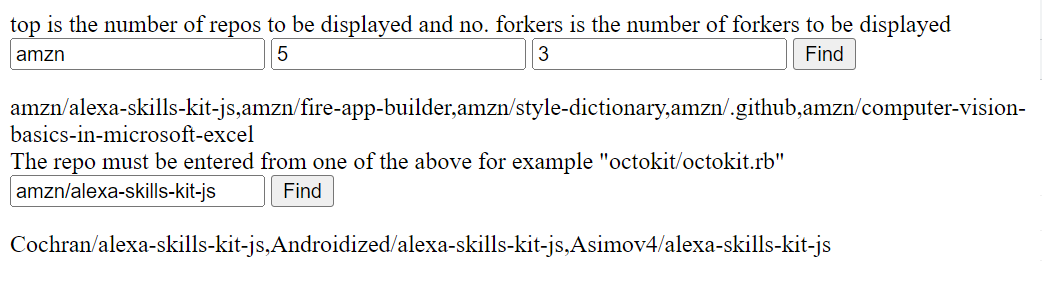 top is the number of repos to be displayed and no. forkers is the number of forkers to be displayed
amzn 5 3 Find
amzn/alexa-skills-kit-js,amzn/fire-app-builder,amzn/style-dictionary,amzn/.github,amzn/computer-vision-
basics-in-microsoft-excel
The repo must be entered from one of the above for example "octokit/octokit.rb"
amzn/alexa-skills-kit-js Find
Cochran/alexa-skills-kit-js,Androidized/alexa-skills-kit-js,Asimov4/alexa-skills-kit-js